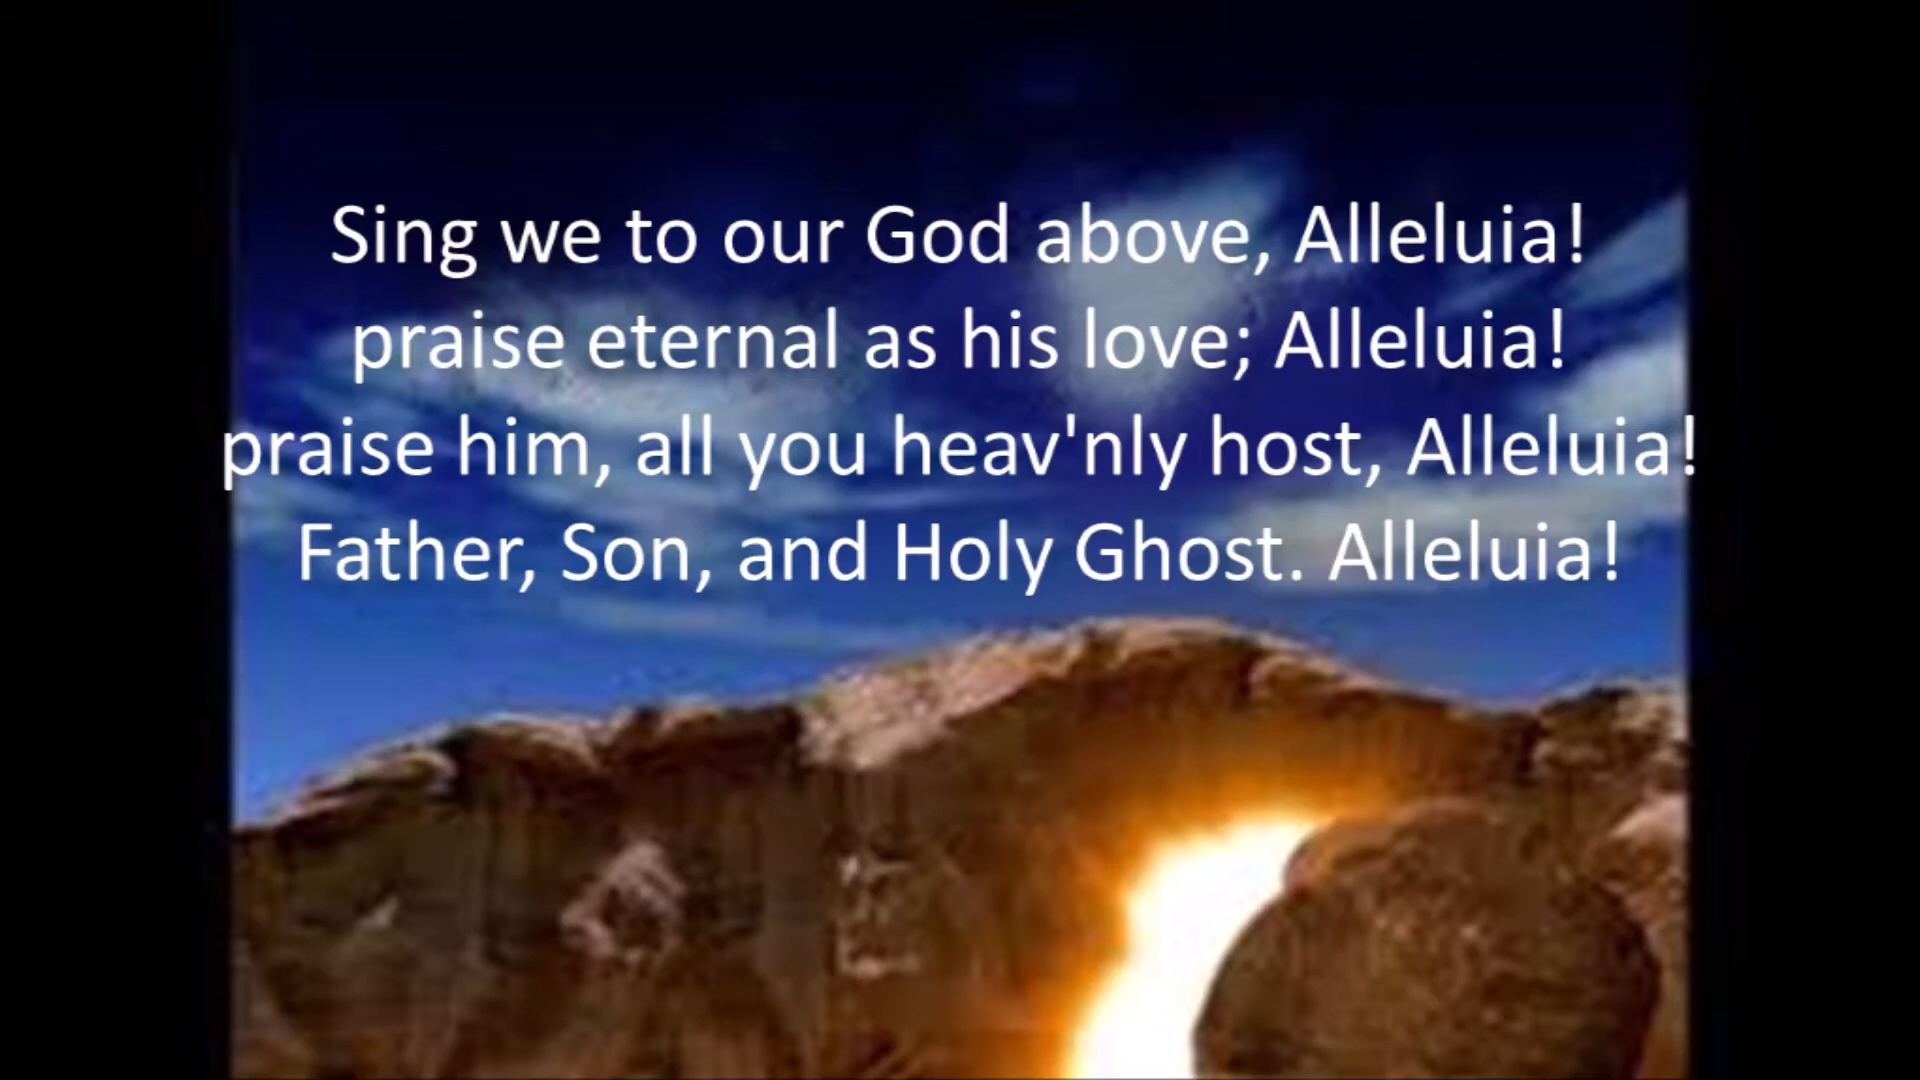 Sing we to our God above, Alleluia!
praise eternal as his love; Alleluia!
praise him, all you heav'nly host, Alleluia!
Father, Son, and Holy Ghost. Alleluia!